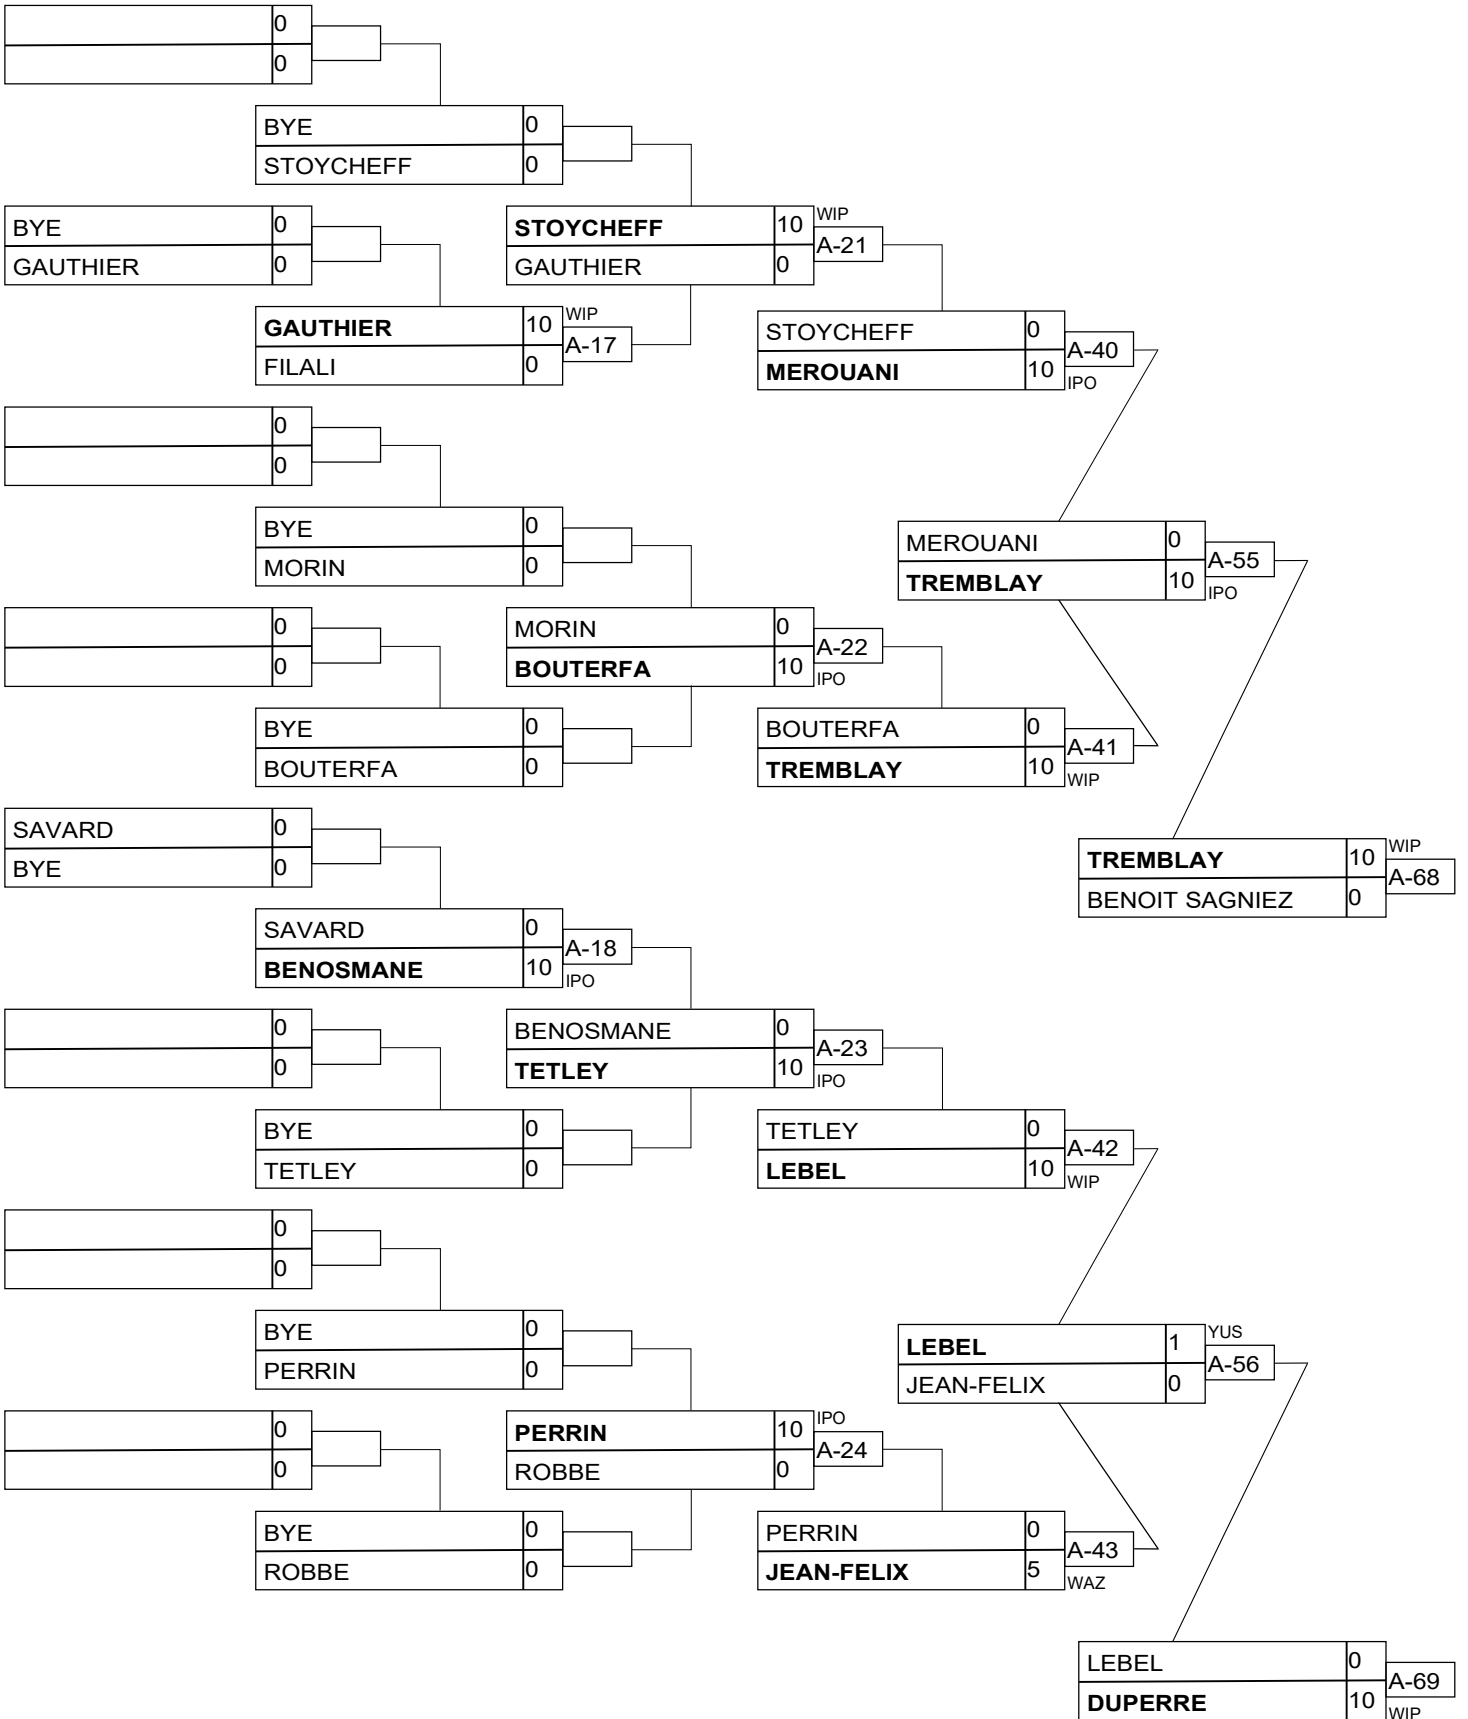 0
0
BYE 0
STOYCHEFF 0
BYE 0
GAUTHIER 0
STOYCHEFF 10 WIP
A-21
GAUTHIER 0
GAUTHIER 10 WIP
A-17
FILALI 0
STOYCHEFF 0
A-40
MEROUANI 10 IPO
0
0
BYE 0
MORIN 0
MEROUANI 0
A-55
TREMBLAY 10 IPO
0
0
MORIN 0
A-22
BOUTERFA 10 IPO
BYE 0
BOUTERFA 0
BOUTERFA 0
A-41
TREMBLAY 10 WIP
SAVARD 0
BYE 0
TREMBLAY 10 WIP
A-68
BENOIT SAGNIEZ 0
SAVARD 0
A-18
BENOSMANE 10 IPO
0
0
BENOSMANE 0
A-23
TETLEY 10 IPO
BYE 0
TETLEY 0
TETLEY 0
A-42
LEBEL 10 WIP
0
0
BYE 0
PERRIN 0
LEBEL 1 YUS
A-56
JEAN-FELIX 0
0
0
PERRIN 10 IPO
A-24
ROBBE 0
BYE 0
ROBBE 0
PERRIN 0
A-43
JEAN-FELIX 5 WAZ
LEBEL 0
A-69
DUPERRE 10 WIP